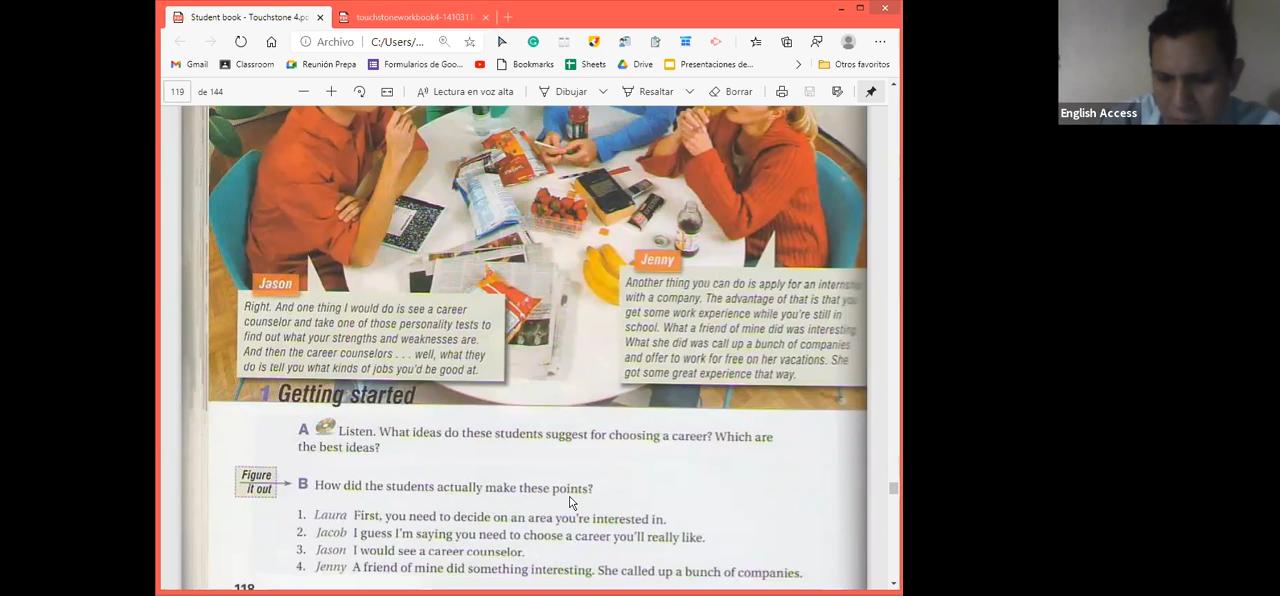 Student book - Touchstone 4.pd
touchstoneworkbook4-141031
Archivo
C:/Users/...
Gmail
Classroom
Reunión Prepa
Formularios de Goo...
Bookmarks
Sheets
Drive
Presentaciones de...
Otros favoritos
119
de 144
Lectura en voz alta
Dibujar
Resaltar
Borrar
English Access
Jason
Right. And one thing I would do is see a career
counselor and take one of those personality tests to
find out what your strengths and weaknesses are.
And then the career counselors . . . well, what they
do is tell you what kinds of jobs you'd be good at.
Jenny
Another thing you can do is apply for an interns
with a company. The advantage of that is that you
get some work experience while you're still in
school. What a friend of mine did was interesting
What she did was call up a bunch of companies
and offer to work for free on her vacations. She
got some great experience that way.
1 Getting started
A Listen. What ideas do these students suggest for choosing a career? Which are
the best ideas?
Figure
it out
B How did the students actually make these points?
1. Laura First, you need to decide on an area you're interested in.
2. Jacob I guess I'm saying you need to choose a career you'll really like.
3. Jason I would see a career counselor.
4. Jenny A friend of mine did something interesting. She called up a bunch of companies.
118